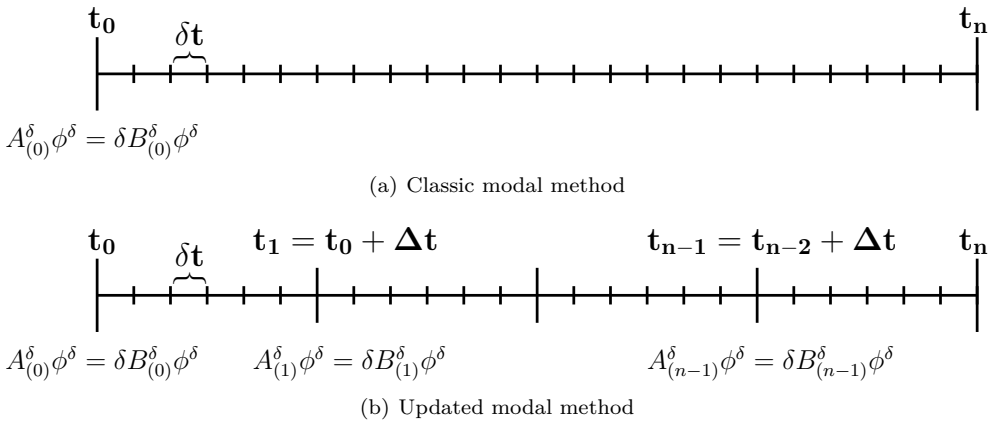 t₀ tₙ
δt
A^δ_(0) ϕ^δ = δB^δ_(0) ϕ^δ
(a) Classic modal method
t₀ t₁ = t₀ + Δt tₙ₋₁ = tₙ₋₂ + Δt tₙ
δt
A^δ_(0) ϕ^δ = δB^δ_(0) ϕ^δ A^δ_(1) ϕ^δ = δB^δ_(1) ϕ^δ A^δ_(n−1) ϕ^δ = δB^δ_(n−1) ϕ^δ
(b) Updated modal method